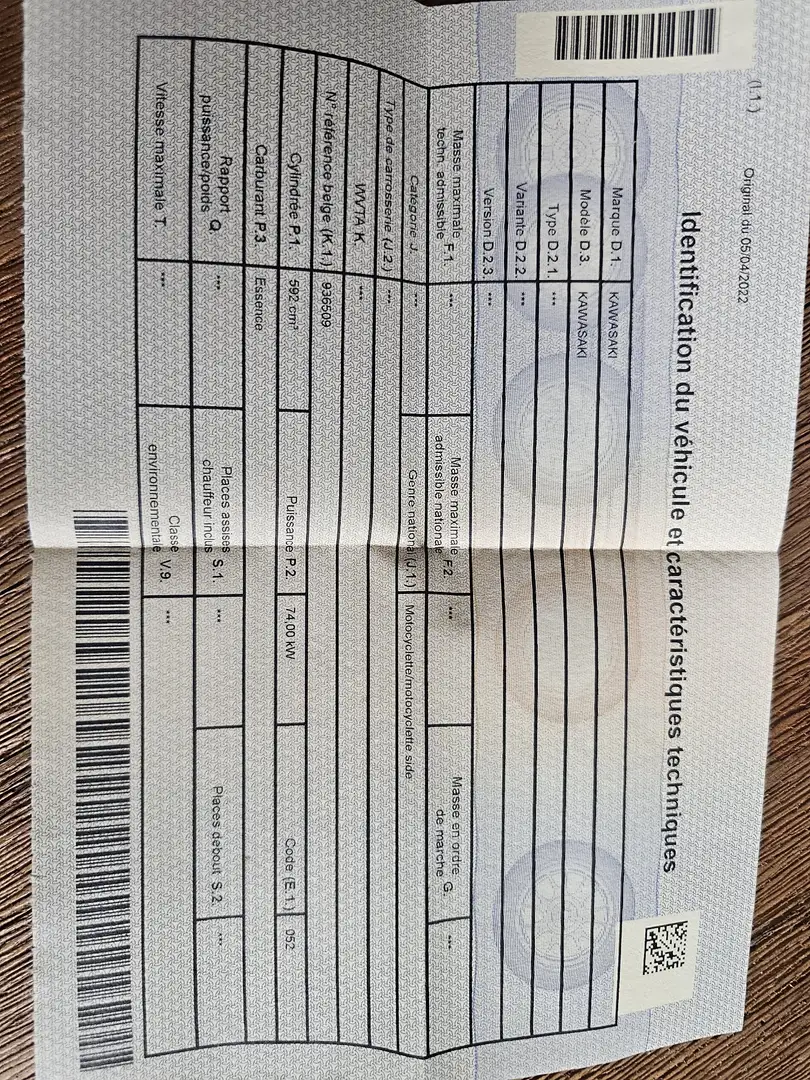 (I.1.) Original du 05/04/2022
Identification du véhicule et caractéristiques techniques
Marque D.1. KAWASAKI
Modèle D.3. KAWASAKI
Type D.2.1. ***
Variante D.2.2. ***
Version D.2.3. ***
Masse maximale F.1. *** Masse maximale F.2. *** Masse en ordre G. ***
techn. admissible admissible nationale de marche
Catégorie J. *** Genre national (J.1.) Motocyclette/motocyclette side
Type de carrosserie (J.2.) ***
WVTA K. ***
N° référence belge (K.1.) 936509
Cylindrée P.1. 592 cm³ Puissance P.2. 74,00 kW Code (E.1.) 052
Carburant P.3. Essence
Rapport Q. *** Places assises S.1. *** Places debout S.2. ***
puissance/poids chauffeur inclus
Vitesse maximale T. *** Classe V.9. ***
environnementale